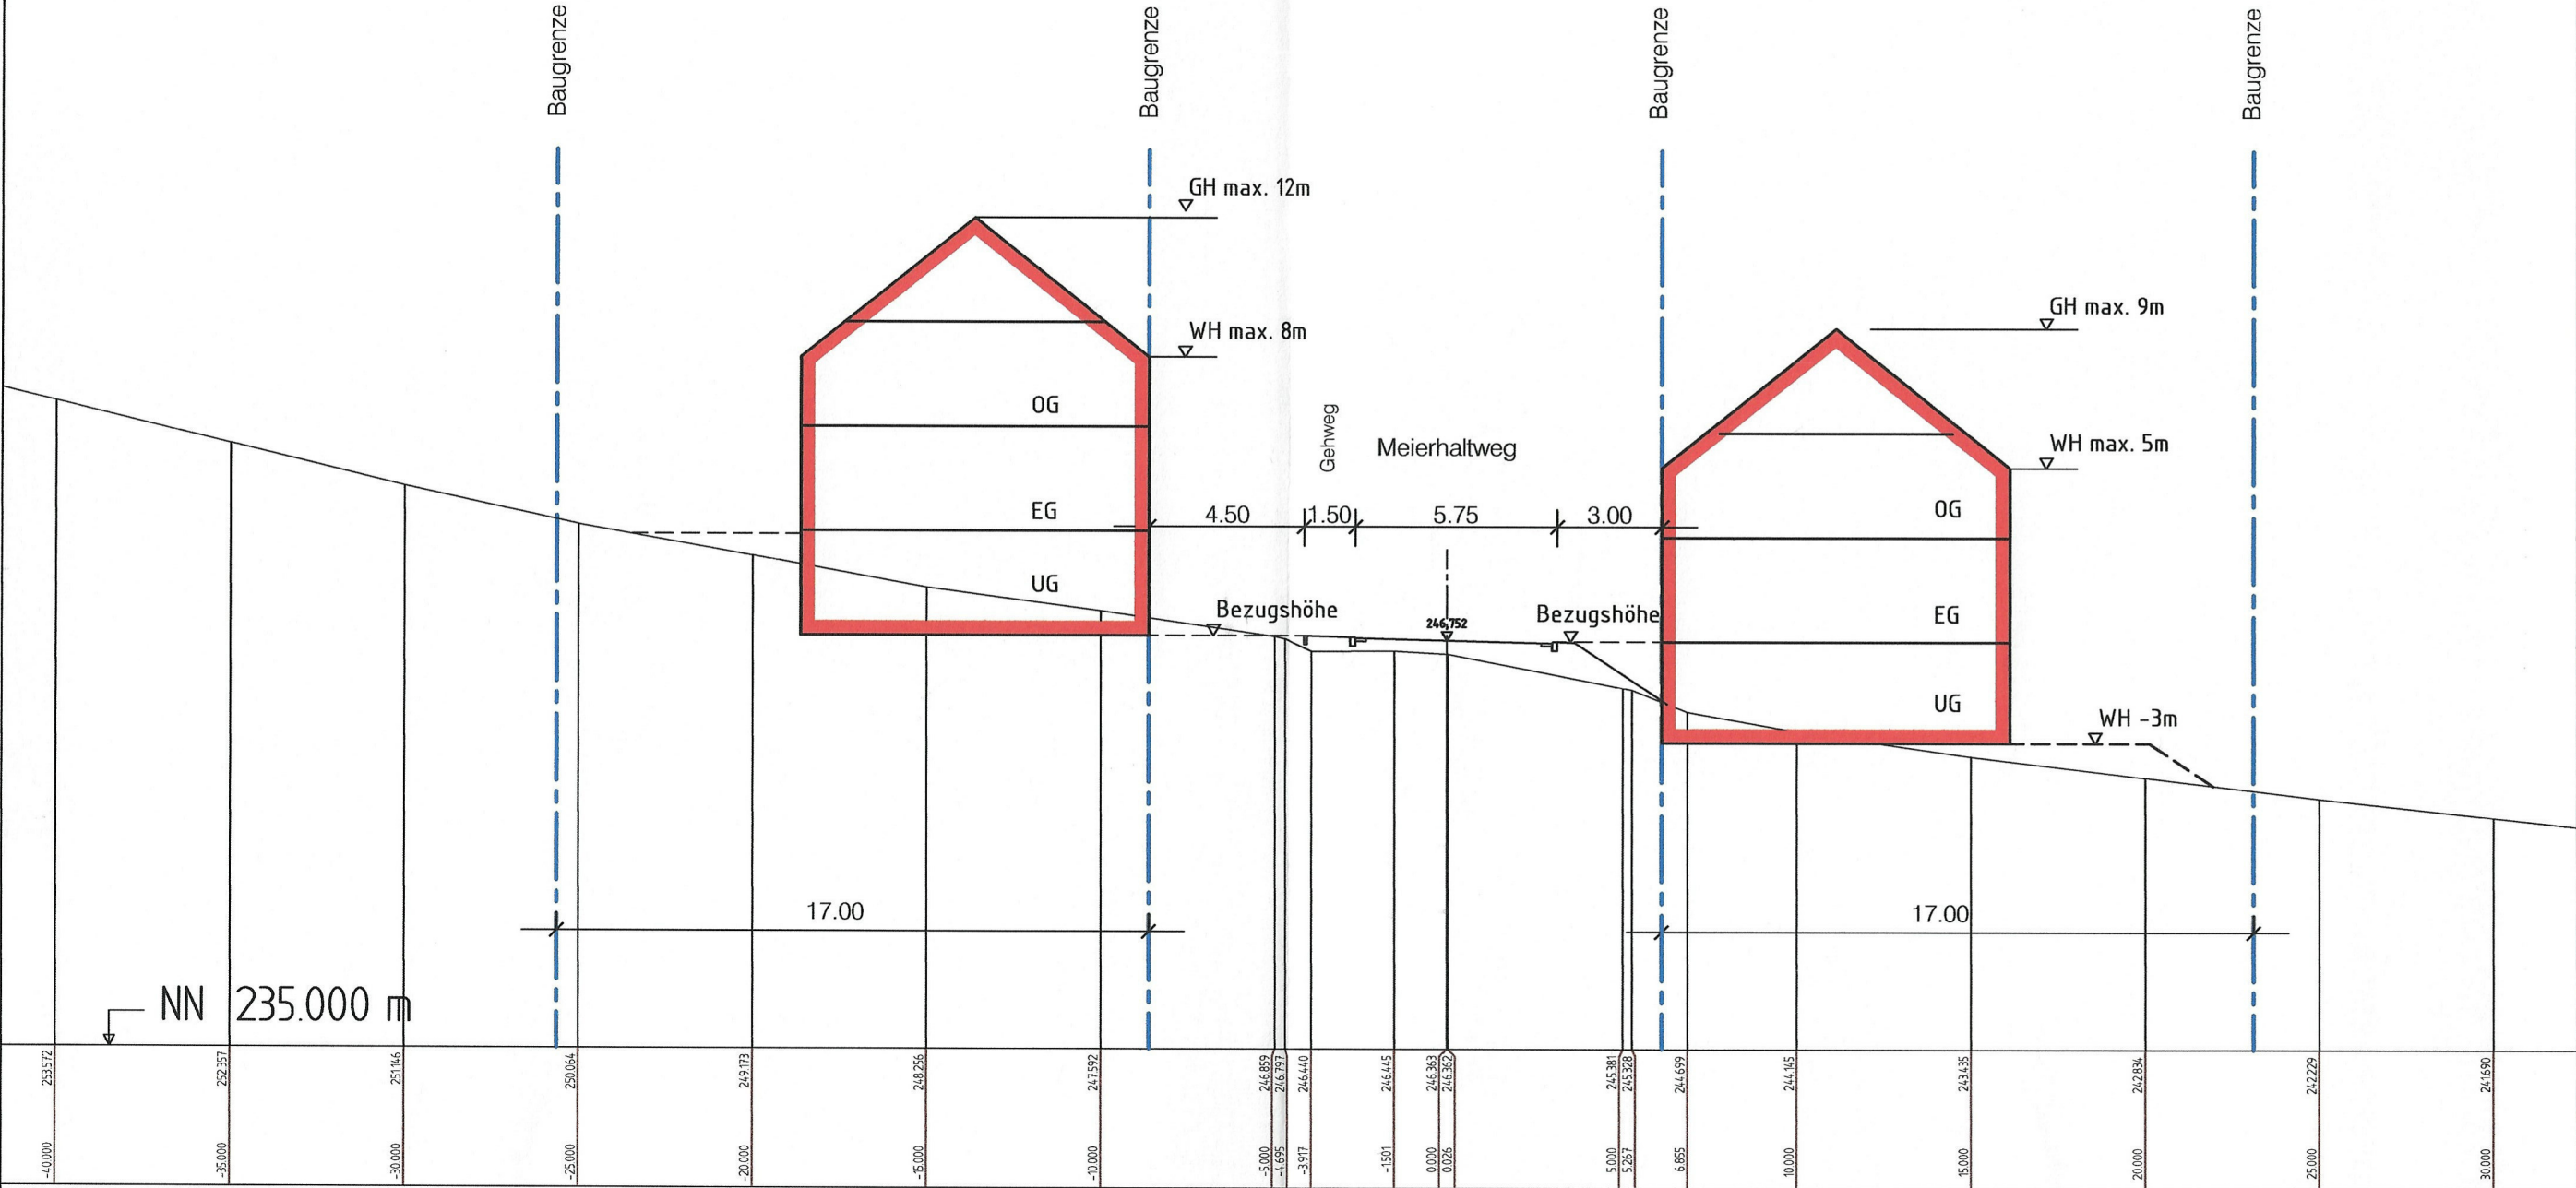 Baugrenze
Baugrenze
Baugrenze
Baugrenze
GH max. 12m
WH max. 8m
GH max. 9m
WH max. 5m
OG
EG
UG
Gehweg
Meierhaltweg
4.50
1.50
5.75
3.00
Bezugshöhe
246,752
Bezugshöhe
OG
EG
UG
WH -3m
17.00
17.00
NN 235.000 m
253.572
252.357
251.146
250.064
249.173
248.256
247.592
246.859
246.797
246.440
246.445
246.363
246.362
245.381
245.328
244.699
244.145
243.435
242.834
242.229
241.690
-40.000
-35.000
-30.000
-25.000
-20.000
-15.000
-10.000
-5.000
-4.695
-3.917
-1.501
0.000
0.026
5.000
5.267
6.855
10.000
15.000
20.000
25.000
30.000